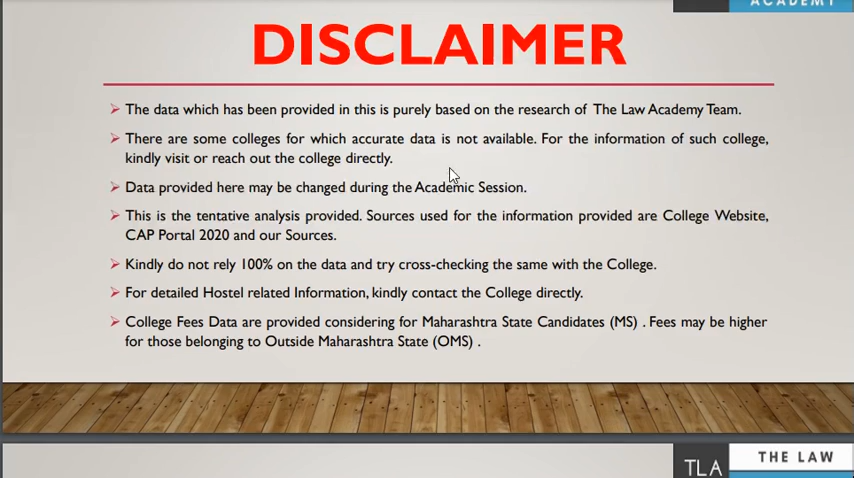 ACADEMY
DISCLAIMER
➢ The data which has been provided in this is purely based on the research of The Law Academy Team.
➢ There are some colleges for which accurate data is not available. For the information of such college,
kindly visit or reach out the college directly.
➢ Data provided here may be changed during the Academic Session.
➢ This is the tentative analysis provided. Sources used for the information provided are College Website,
CAP Portal 2020 and our Sources.
➢ Kindly do not rely 100% on the data and try cross-checking the same with the College.
➢ For detailed Hostel related Information, kindly contact the College directly.
➢ College Fees Data are provided considering for Maharashtra State Candidates (MS) . Fees may be higher
for those belonging to Outside Maharashtra State (OMS) .
TLA
THE LAW